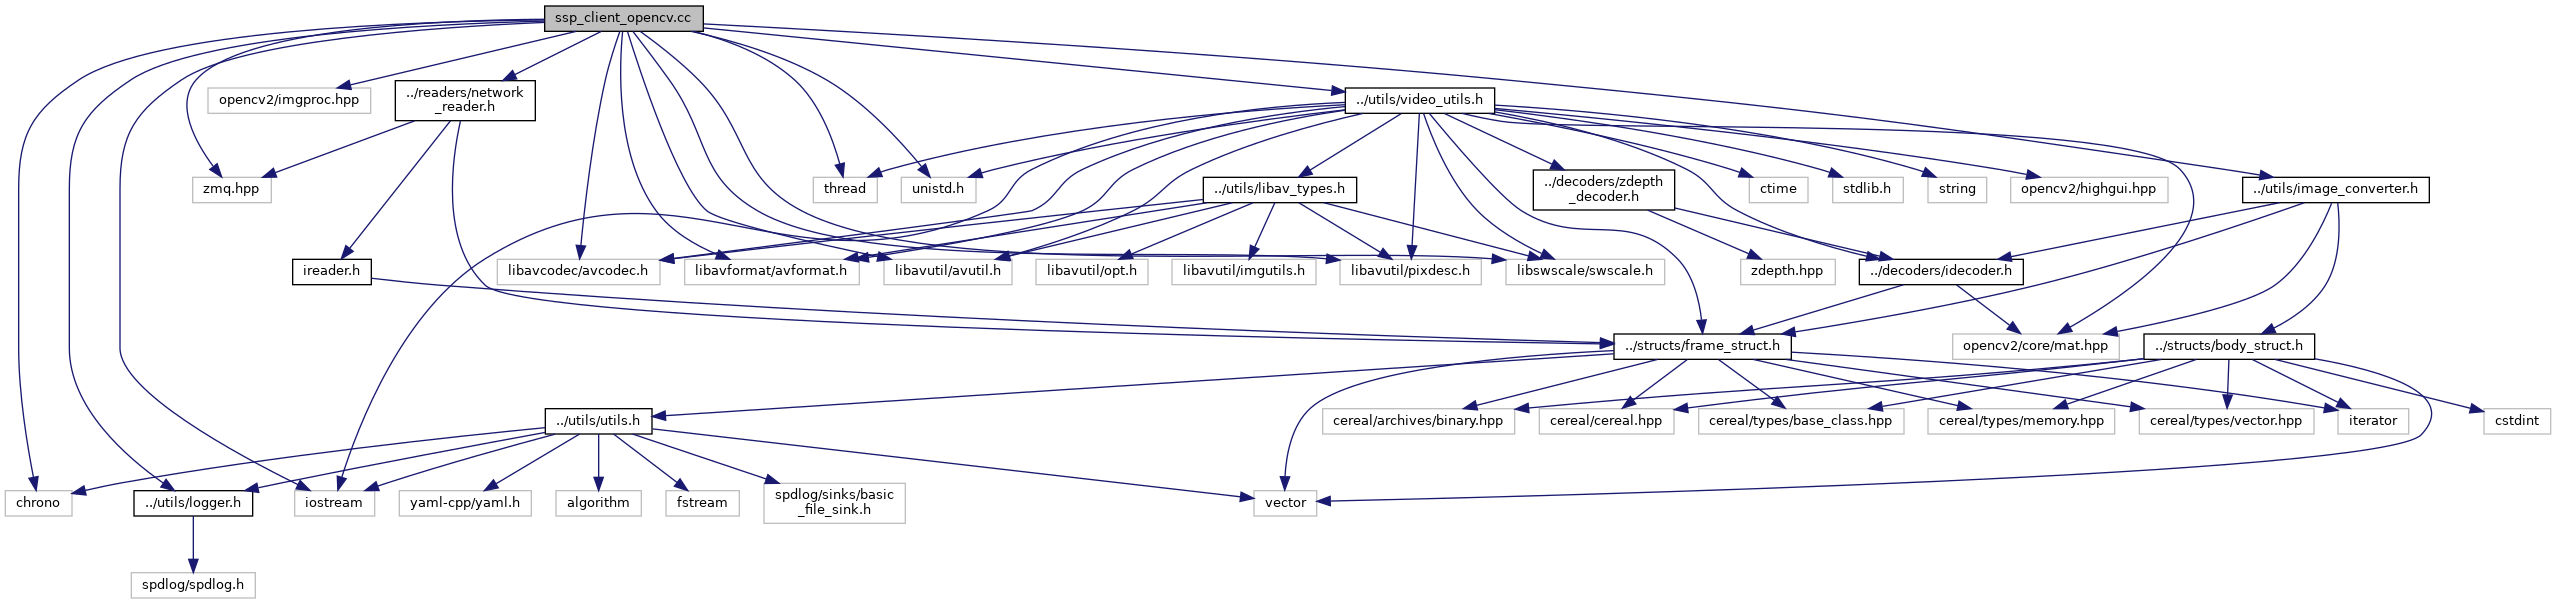 ssp_client_opencv.cc
opencv2/imgproc.hpp
../readers/network
_reader.h
../utils/video_utils.h
zmq.hpp
thread
unistd.h
../utils/libav_types.h
../decoders/zdepth
_decoder.h
ctime
stdlib.h
string
opencv2/highgui.hpp
../utils/image_converter.h
ireader.h
libavcodec/avcodec.h
libavformat/avformat.h
libavutil/avutil.h
libavutil/opt.h
libavutil/imgutils.h
libavutil/pixdesc.h
libswscale/swscale.h
zdepth.hpp
../decoders/idecoder.h
../structs/frame_struct.h
opencv2/core/mat.hpp
../structs/body_struct.h
../utils/utils.h
cereal/archives/binary.hpp
cereal/cereal.hpp
cereal/types/base_class.hpp
cereal/types/memory.hpp
cereal/types/vector.hpp
iterator
cstdint
chrono
../utils/logger.h
iostream
yaml-cpp/yaml.h
algorithm
fstream
spdlog/sinks/basic
_file_sink.h
vector
spdlog/spdlog.h